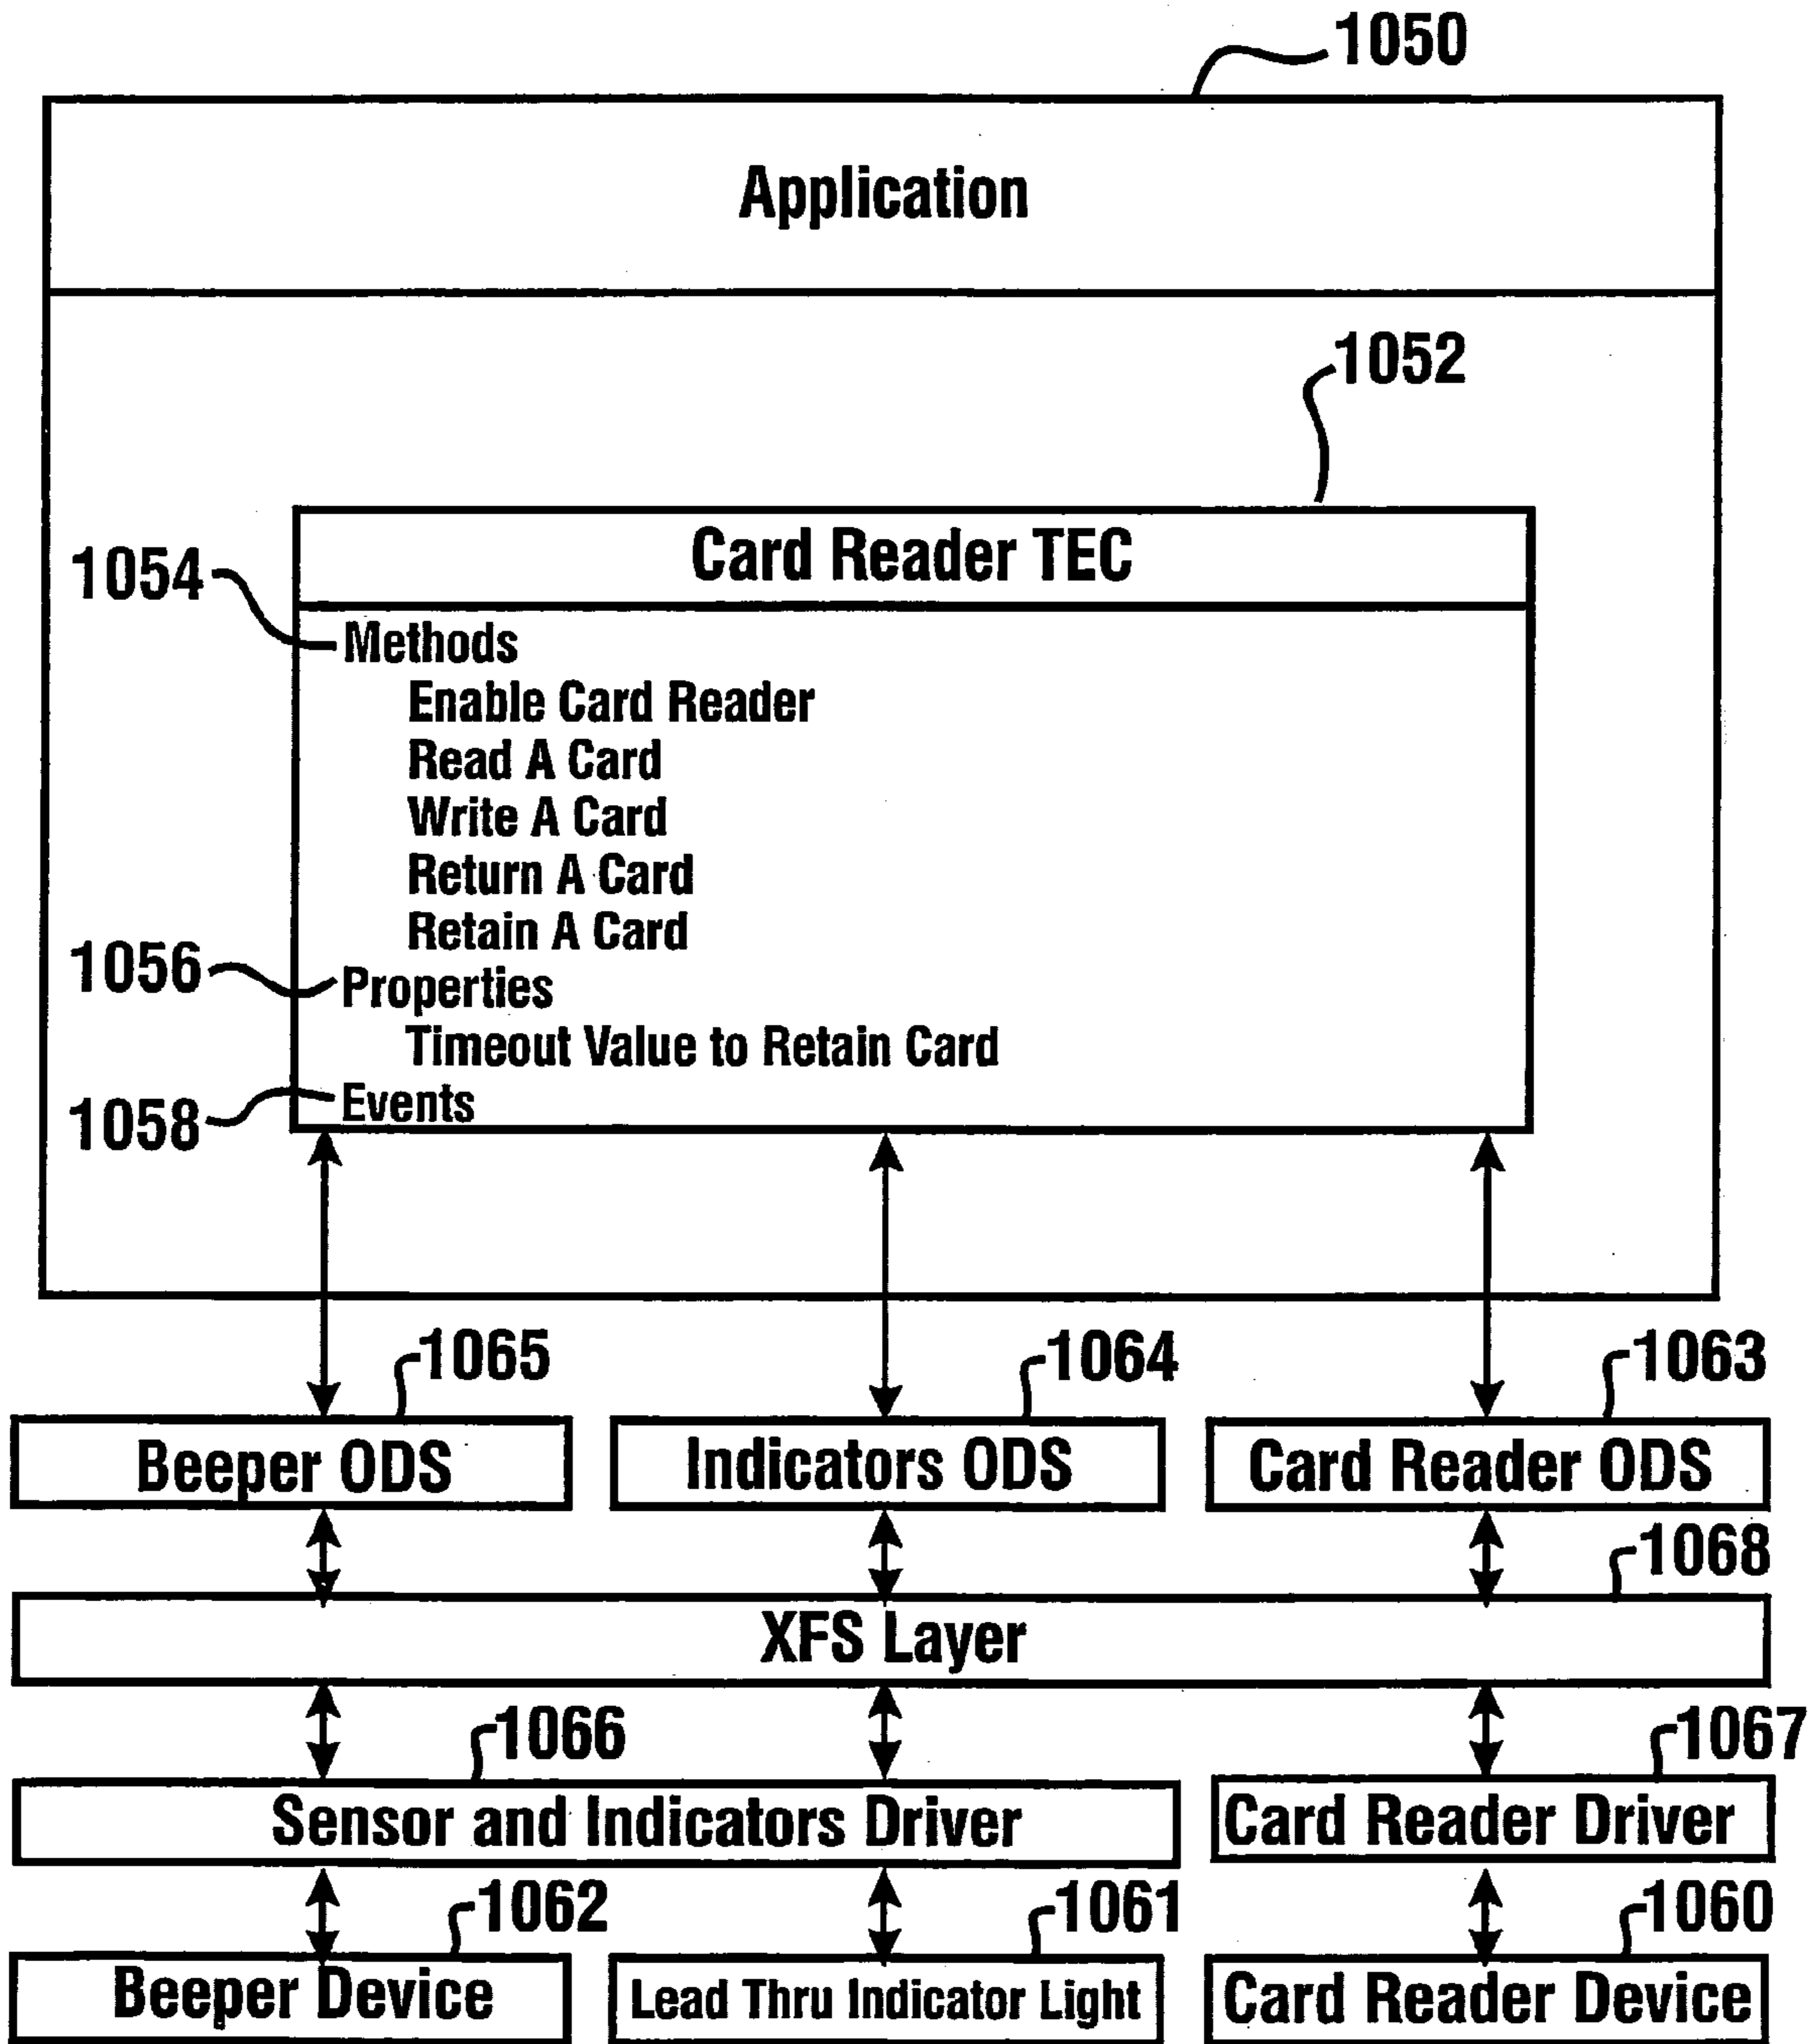 1050
Application
1052
Card Reader TEC
1054
Methods
Enable Card Reader
Read A Card
Write A Card
Return A Card
Retain A Card
1056
Properties
Timeout Value to Retain Card
1058
Events
1065
1064
1063
Beeper ODS
Indicators ODS
Card Reader ODS
1068
XFS Layer
1066
1067
Sensor and Indicators Driver
Card Reader Driver
1062
1061
1060
Beeper Device
Lead Thru Indicator Light
Card Reader Device